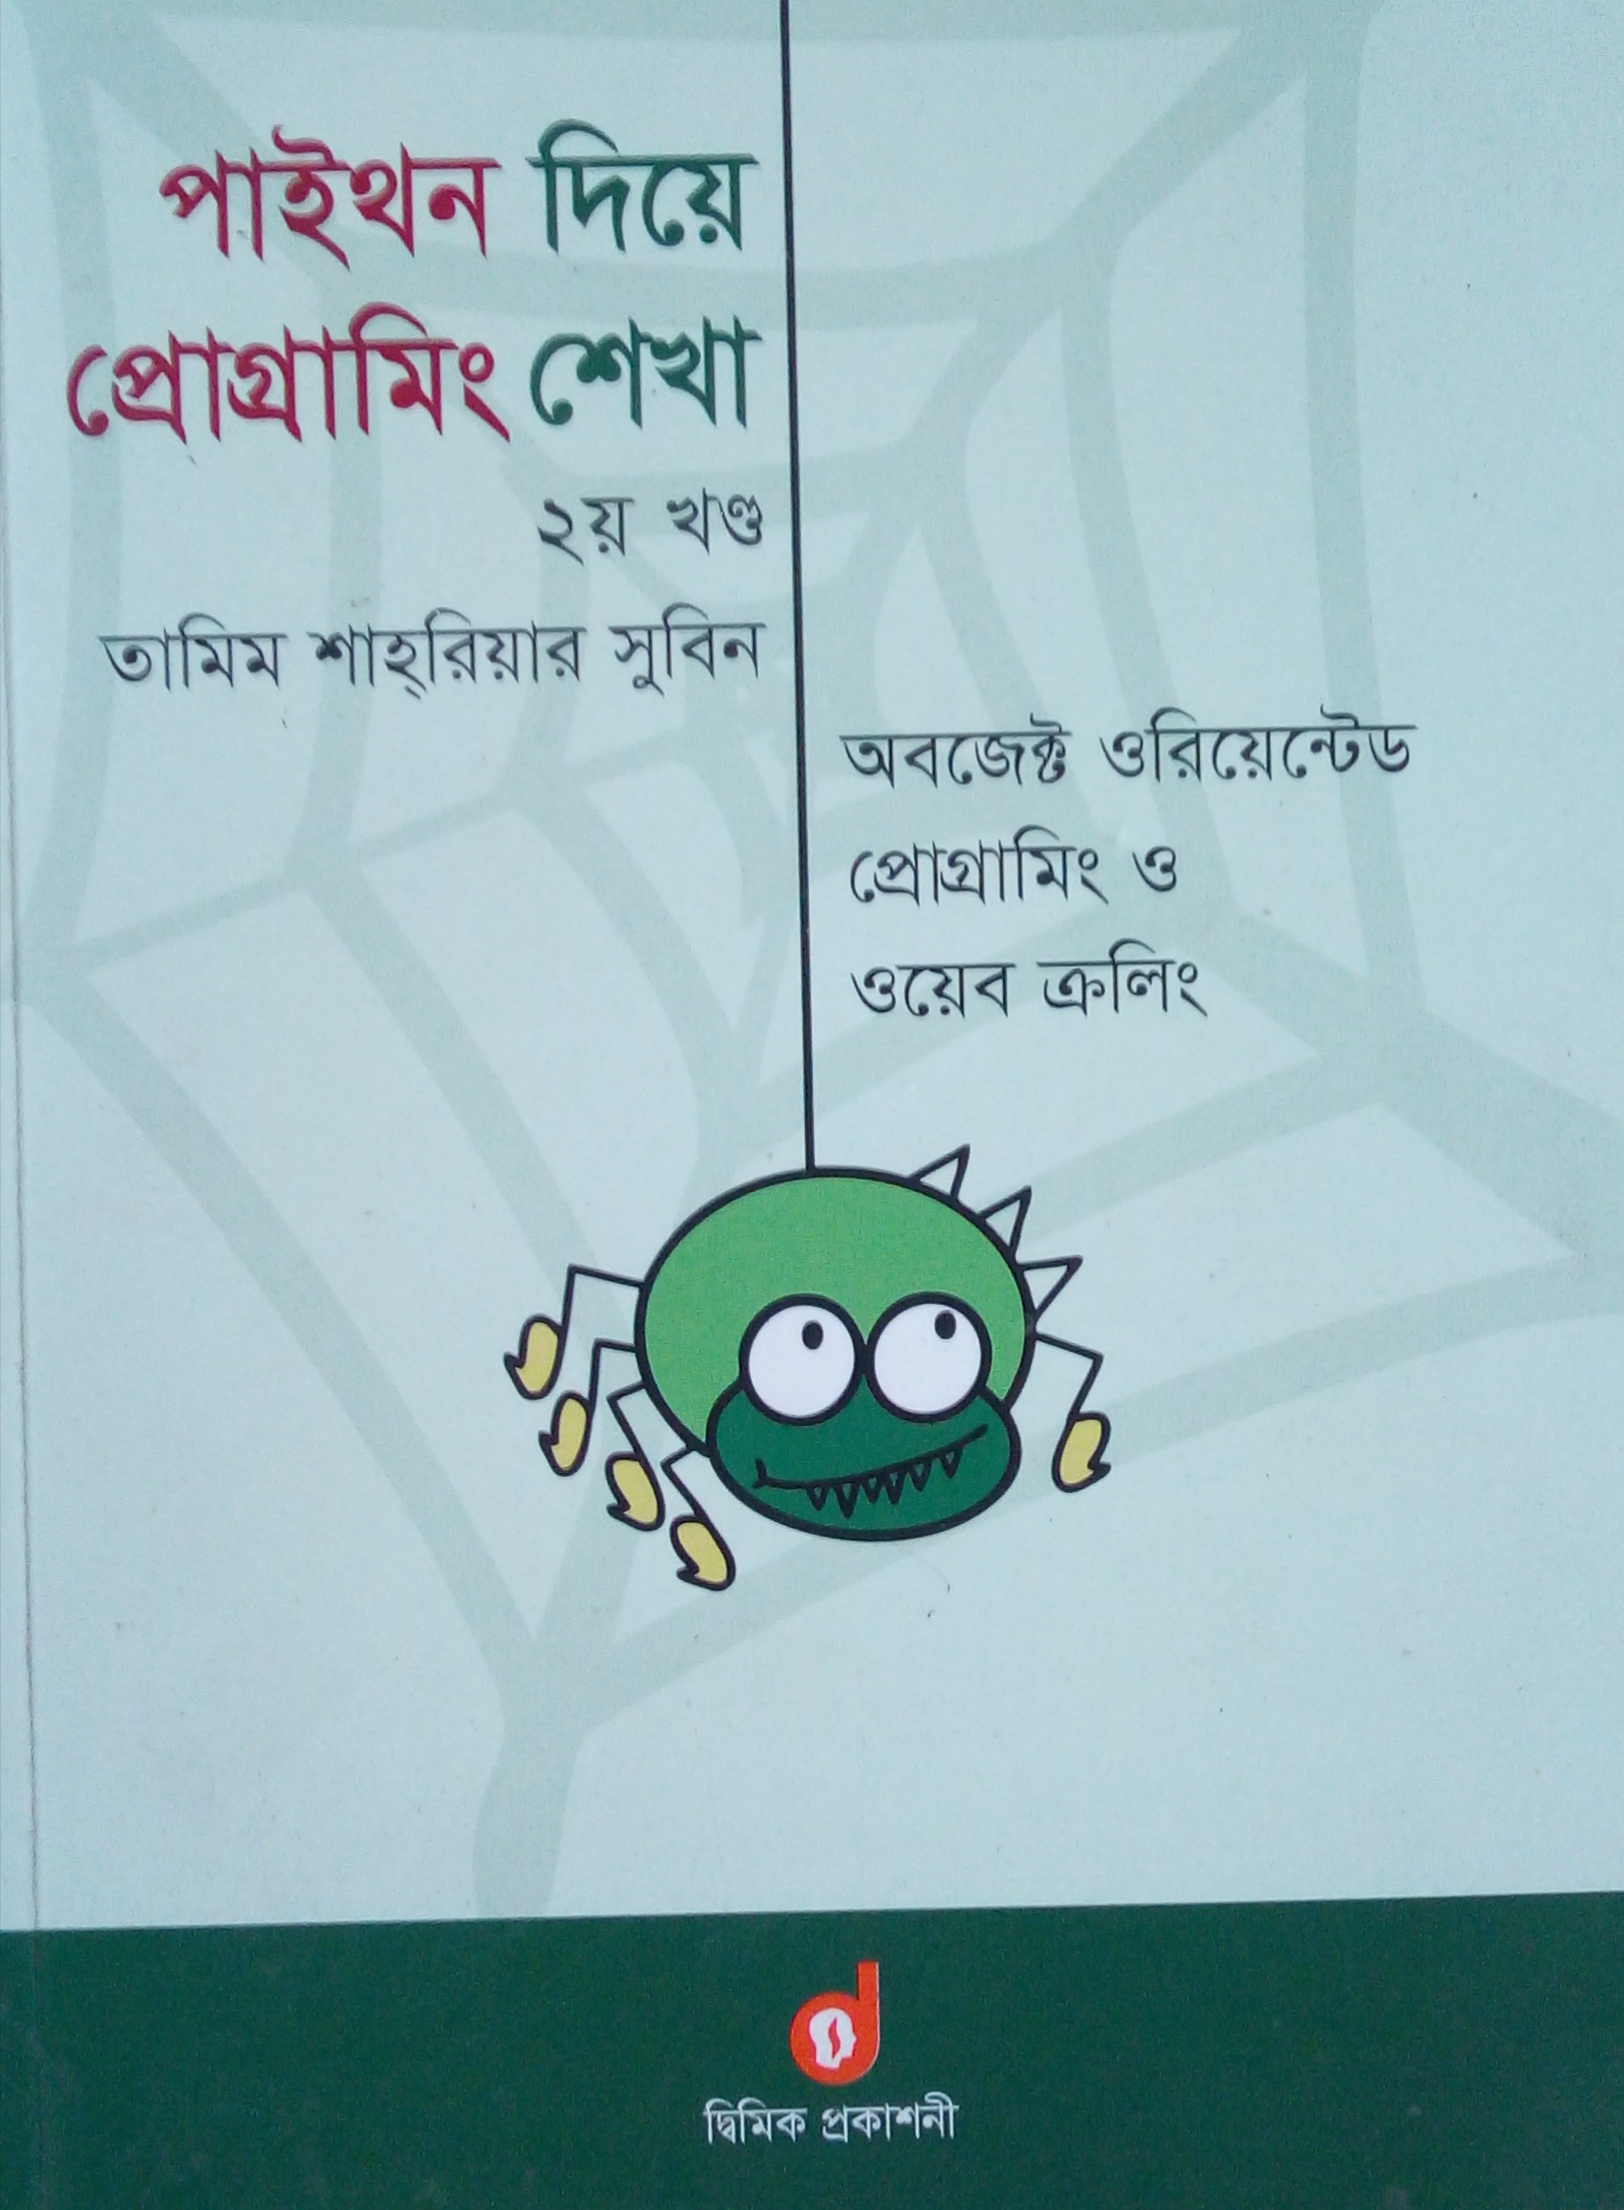 পাইথন দিয়ে
প্রোগ্রামিং শেখা
২য় খণ্ড
তামিম শাহ্‌রিয়ার সুবিন
অবজেক্ট ওরিয়েন্টেড
প্রোগ্রামিং ও
ওয়েব ক্রলিং
দ্বিমিক প্রকাশনী